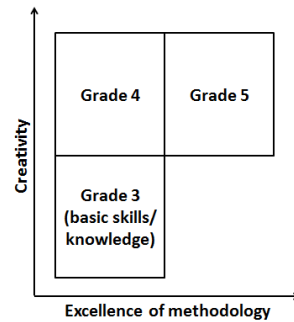 Grade 4
Grade 5
Creativity
Grade 3
(basic skills/
knowledge)
Excellence of methodology